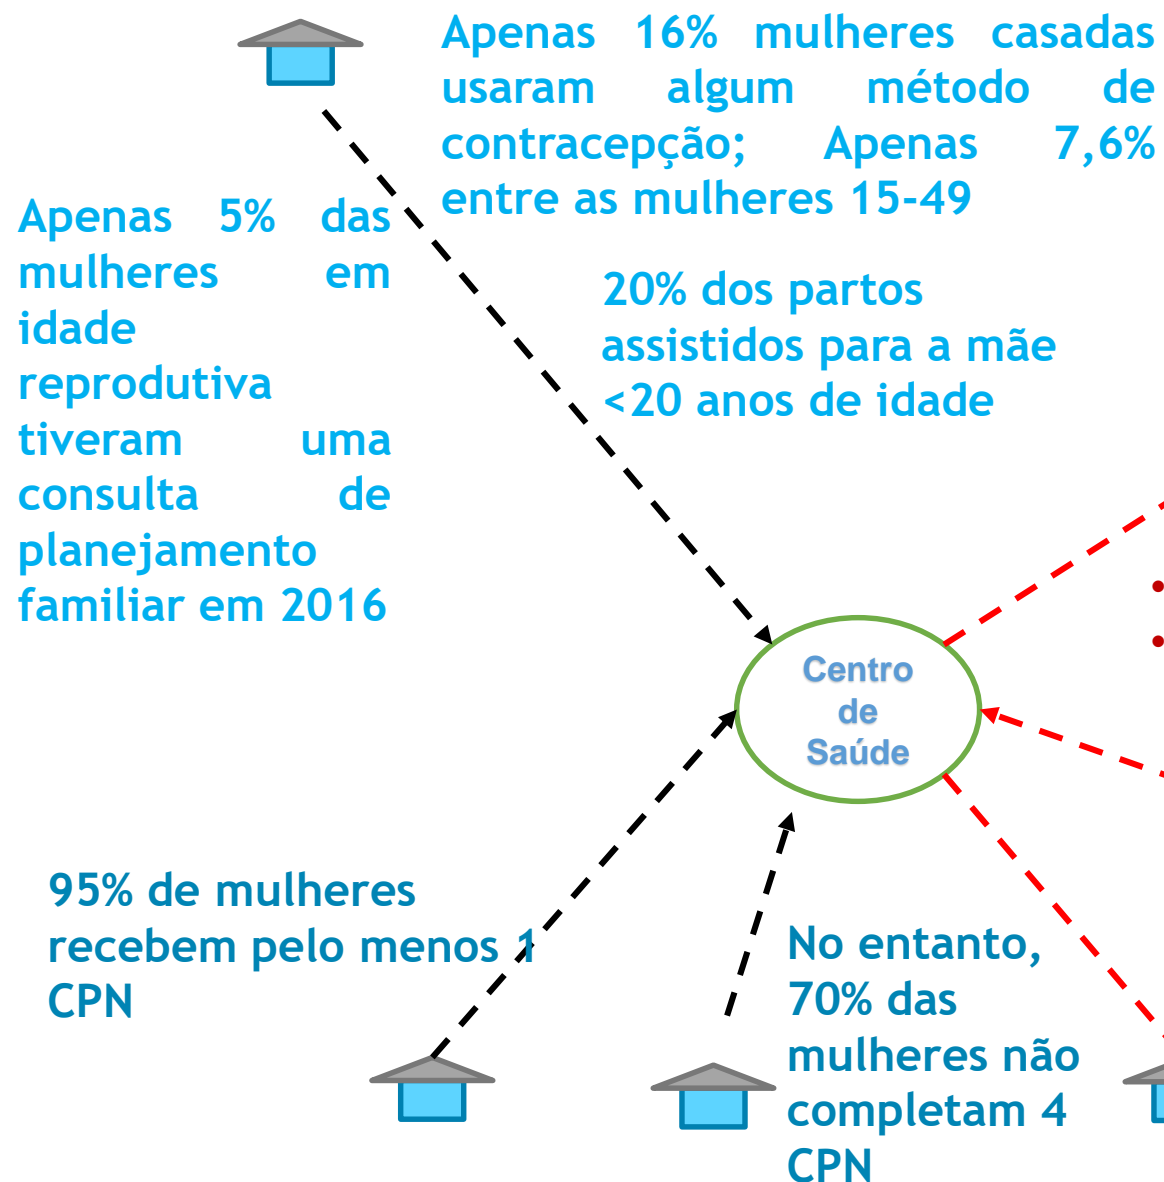 Apenas 16% mulheres casadas
usaram algum método de
contracepção; Apenas 7,6%
entre as mulheres 15-49
Apenas 5% das
mulheres em
idade
reprodutiva
tiveram uma
consulta de
planejamento
familiar em 2016
20% dos partos
assistidos para a mãe
<20 anos de idade
Centro
de
Saúde
95% de mulheres
recebem pelo menos 1
CPN
No entanto,
70% das
mulheres não
completam 4
CPN